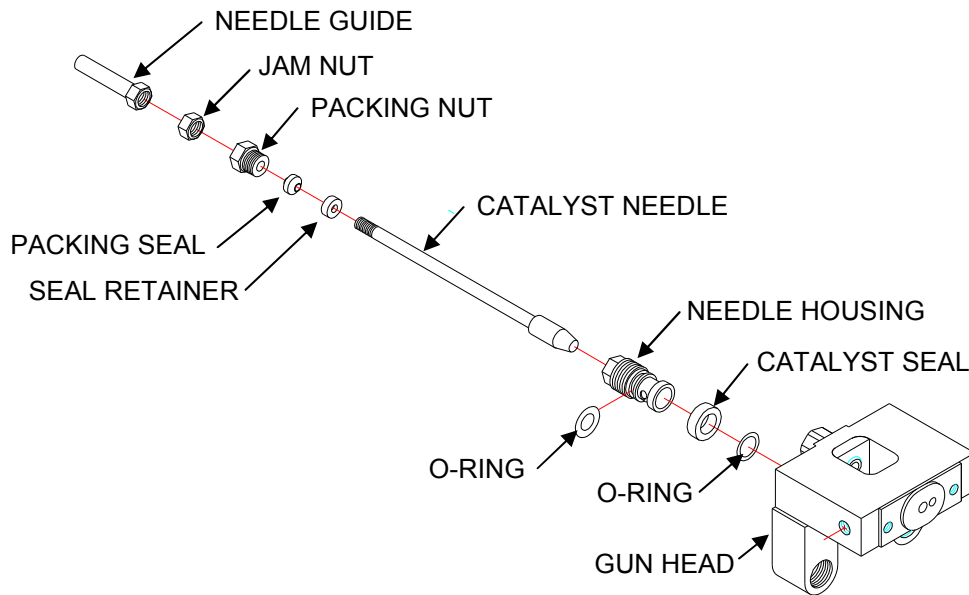 NEEDLE GUIDE
JAM NUT
PACKING NUT
CATALYST NEEDLE
PACKING SEAL
SEAL RETAINER
NEEDLE HOUSING
CATALYST SEAL
O-RING
O-RING
GUN HEAD